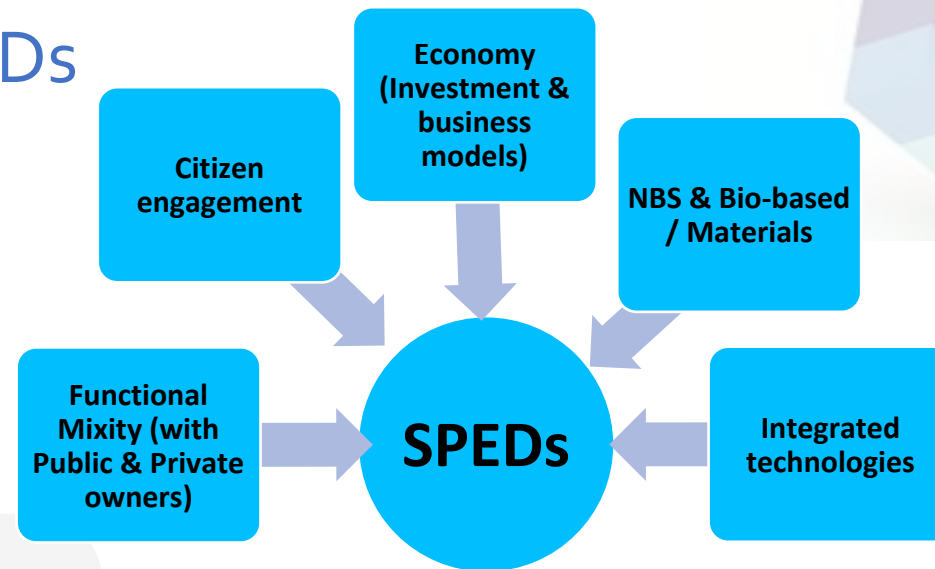 Ds
Economy
(Investment &
business
models)
Citizen
engagement
NBS & Bio-based
/ Materials
Functional
Mixity (with
Public & Private
owners)
SPEDs
Integrated
technologies